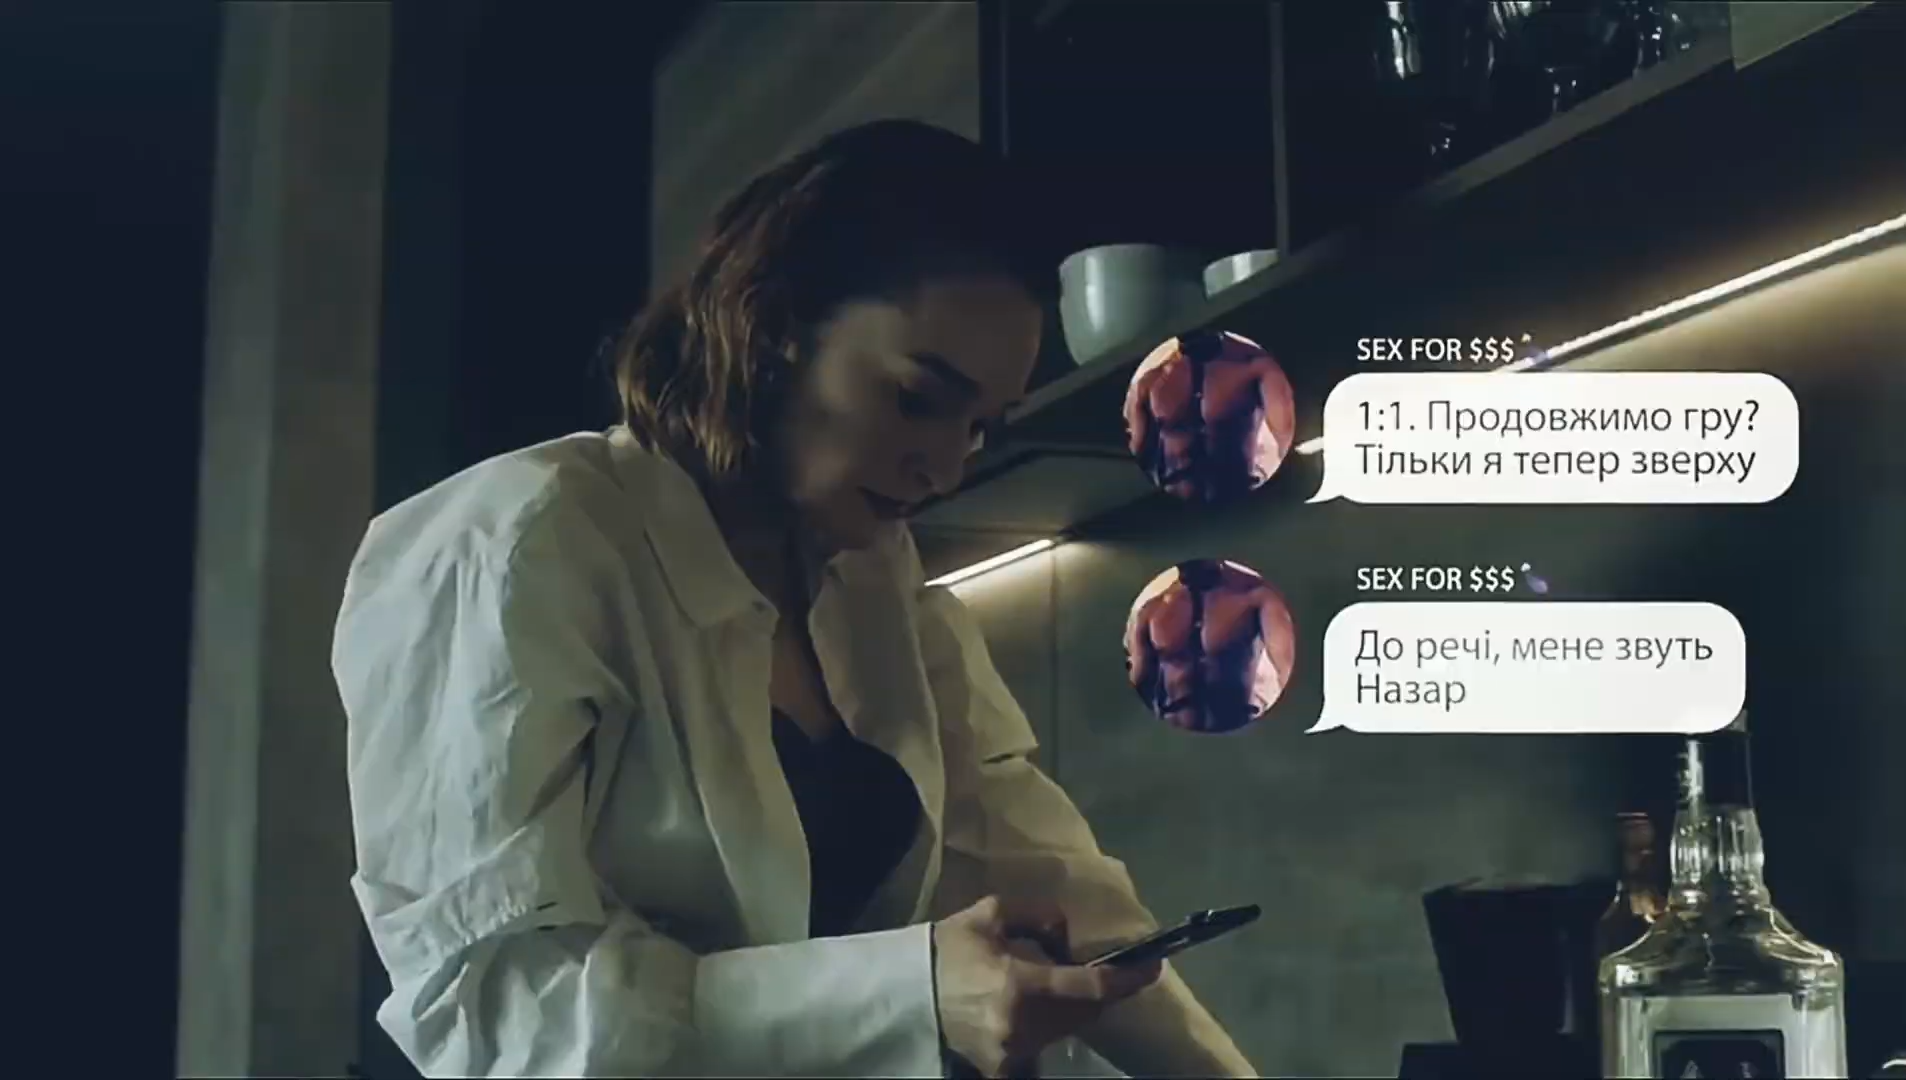 SEX FOR $$$🍆
1:1. Продовжимо гру?
Тільки я тепер зверху
SEX FOR $$$🍆
До речі, мене звуть
Назар